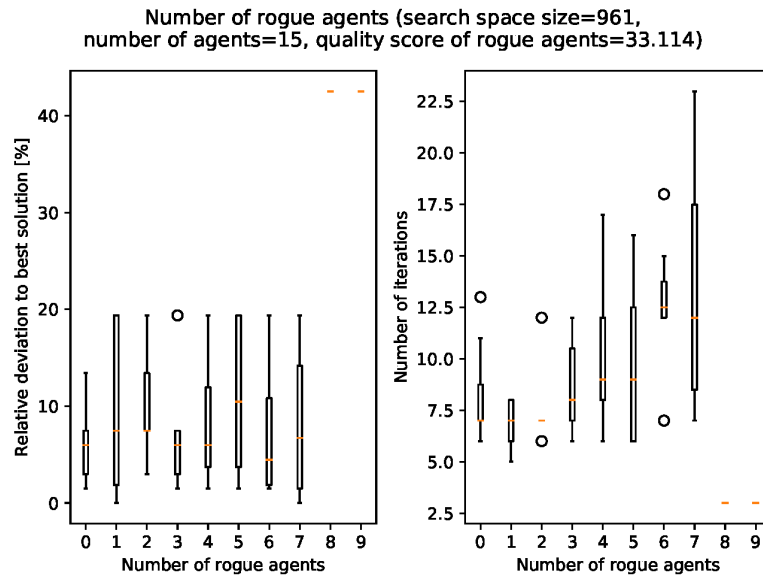 Number of rogue agents (search space size=961,
number of agents=15, quality score of rogue agents=33.114)
Relative deviation to best solution [%]
40
30
20
10
0
0 1 2 3 4 5 6 7 8 9
Number of rogue agents
Number of iterations
22.5
20.0
17.5
15.0
12.5
10.0
7.5
5.0
2.5
0 1 2 3 4 5 6 7 8 9
Number of rogue agents